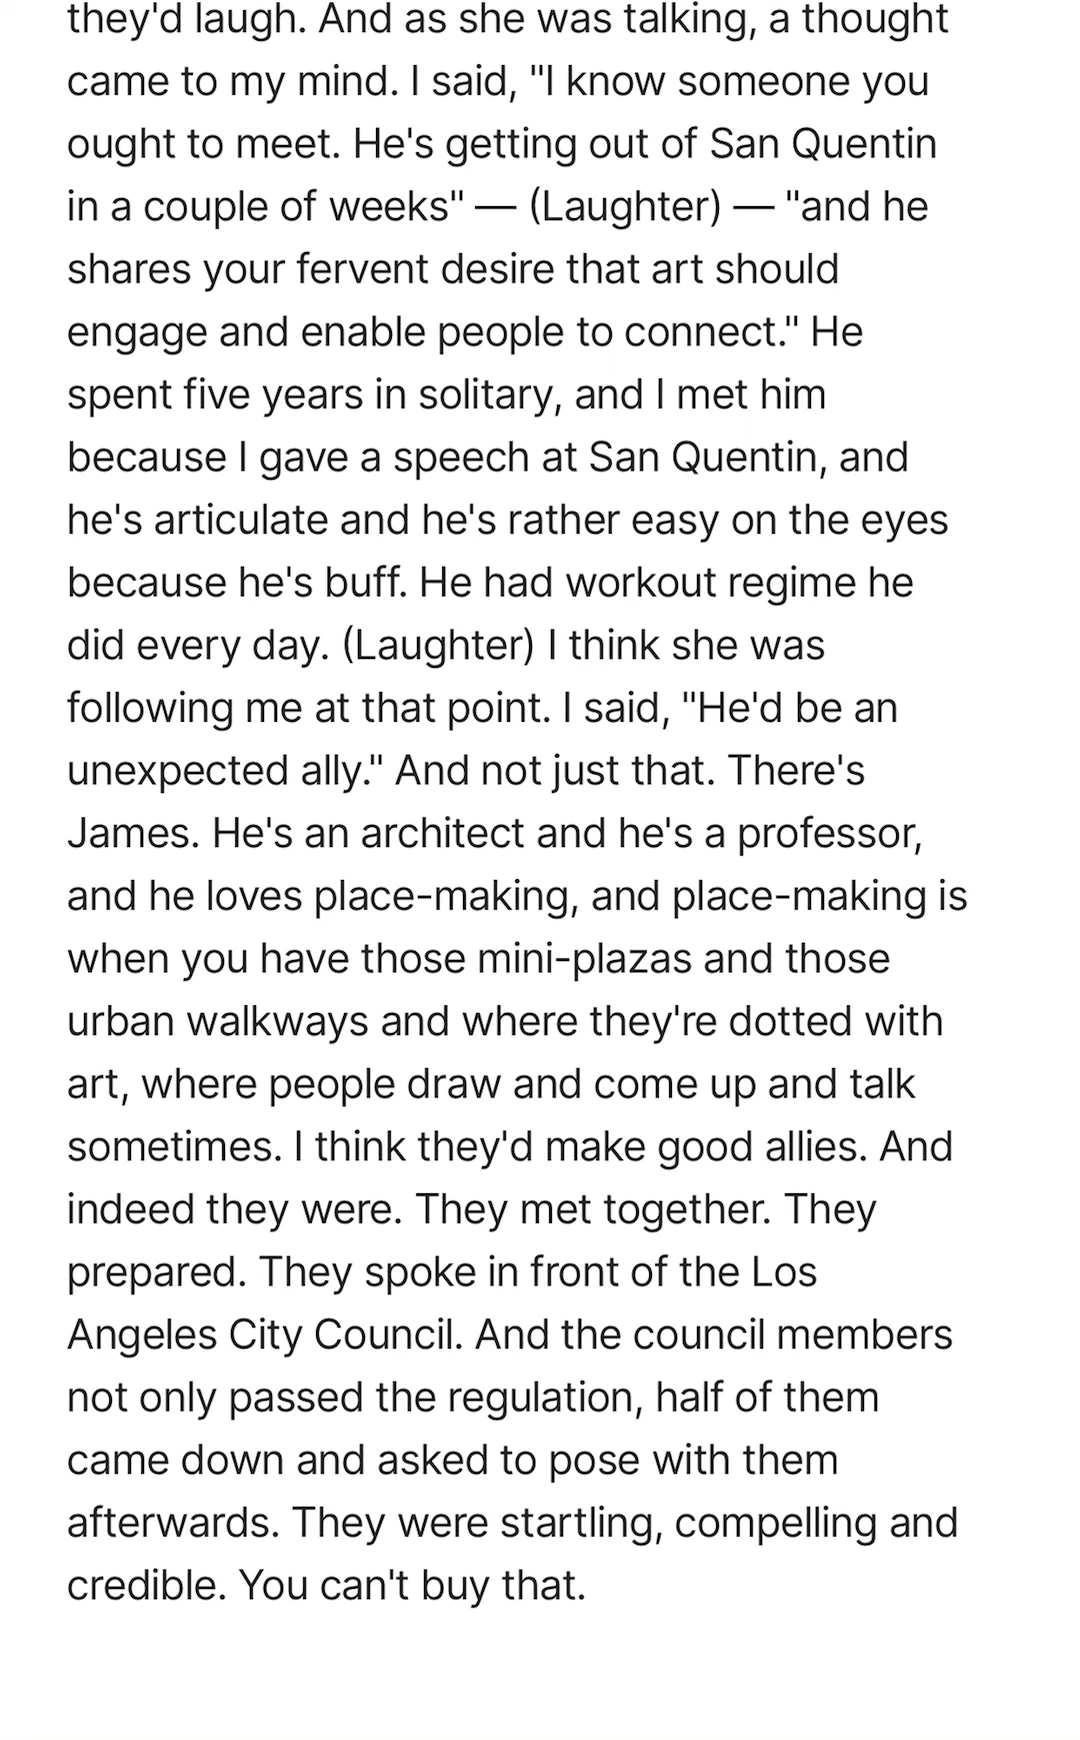 they'd laugh. And as she was talking, a thought
came to my mind. I said, "I know someone you
ought to meet. He's getting out of San Quentin
in a couple of weeks" — (Laughter) — "and he
shares your fervent desire that art should
engage and enable people to connect." He
spent five years in solitary, and I met him
because I gave a speech at San Quentin, and
he's articulate and he's rather easy on the eyes
because he's buff. He had workout regime he
did every day. (Laughter) I think she was
following me at that point. I said, "He'd be an
unexpected ally." And not just that. There's
James. He's an architect and he's a professor,
and he loves place-making, and place-making is
when you have those mini-plazas and those
urban walkways and where they're dotted with
art, where people draw and come up and talk
sometimes. I think they'd make good allies. And
indeed they were. They met together. They
prepared. They spoke in front of the Los
Angeles City Council. And the council members
not only passed the regulation, half of them
came down and asked to pose with them
afterwards. They were startling, compelling and
credible. You can't buy that.